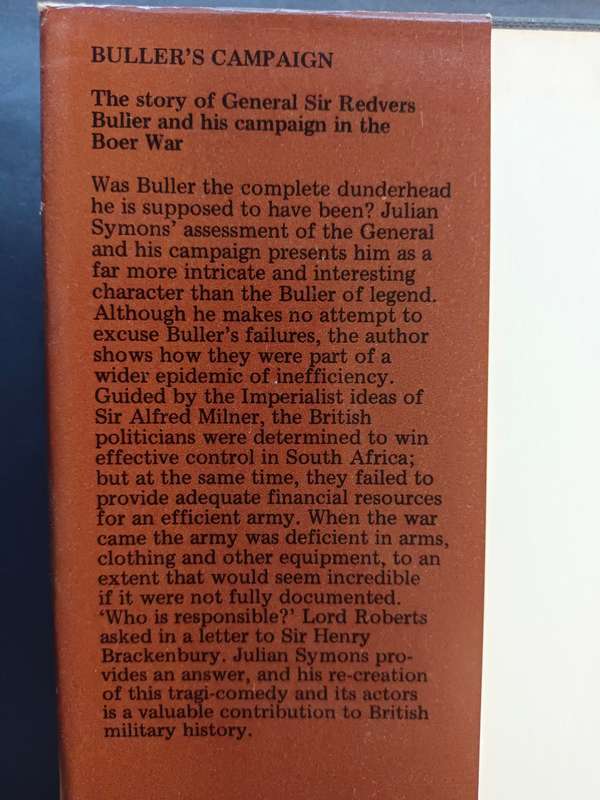 BULLER'S CAMPAIGN
The story of General Sir Redvers
Buller and his campaign in the
Boer War
Was Buller the complete dunderhead
he is supposed to have been? Julian
Symons' assessment of the General
and his campaign presents him as a
far more intricate and interesting
character than the Buller of legend.
Although he makes no attempt to
excuse Buller's failures, the author
shows how they were part of a
wider epidemic of inefficiency.
Guided by the Imperialist ideas of
Sir Alfred Milner, the British
politicians were determined to win
effective control in South Africa;
but at the same time, they failed to
provide adequate financial resources
for an efficient army. When the war
came the army was deficient in arms,
clothing and other equipment, to an
extent that would seem incredible
if it were not fully documented.
'Who is responsible?' Lord Roberts
asked in a letter to Sir Henry
Brackenbury. Julian Symons pro-
vides an answer, and his re-creation
of this tragi-comedy and its actors
is a valuable contribution to British
military history.